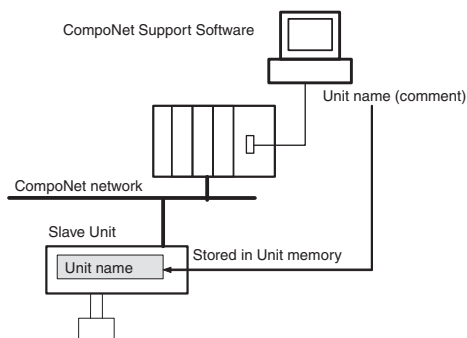 CompoNet Support Software
Unit name (comment)
CompoNet network
Slave Unit
Stored in Unit memory
Unit name